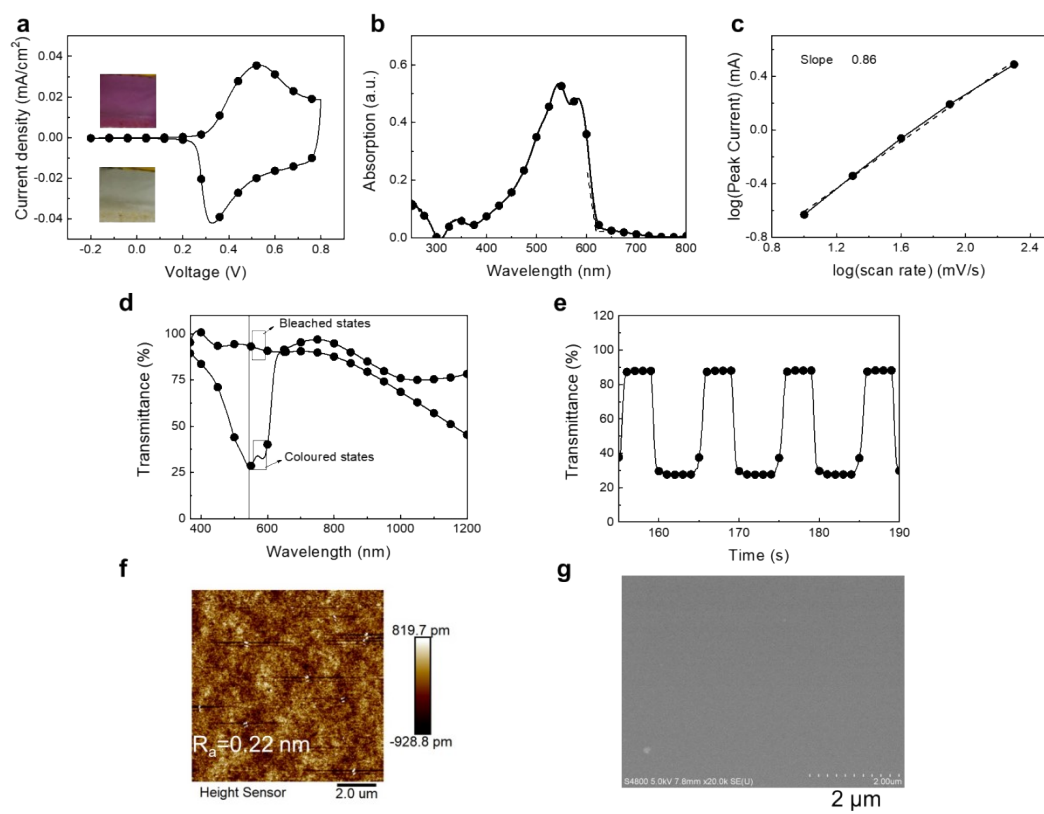 a
Current density (mA/cm²)
0.04
0.02
0.00
-0.02
-0.04
-0.2 0.0 0.2 0.4 0.6 0.8
Voltage (V)
b
Absorption (a.u.)
0.6
0.4
0.2
0.0
300 400 500 600 700 800
Wavelength (nm)
c
Slope 0.86
log(Peak Current) (mA)
0.4
0.0
-0.4
-0.8
0.8 1.2 1.6 2.0 2.4
log(scan rate) (mV/s)
d
Transmittance (%)
100
75
50
25
0
Bleached states
Coloured states
400 600 800 1000 1200
Wavelength (nm)
e
Transmittance (%)
100
80
60
40
20
0
160 170 180 190
Time (s)
f
819.7 pm
-928.8 pm
Ra=0.22 nm
Height Sensor
2.0 um
g
S4800 5.0kV 7.8mm x20.0k SE(U)
2.00um
2 µm